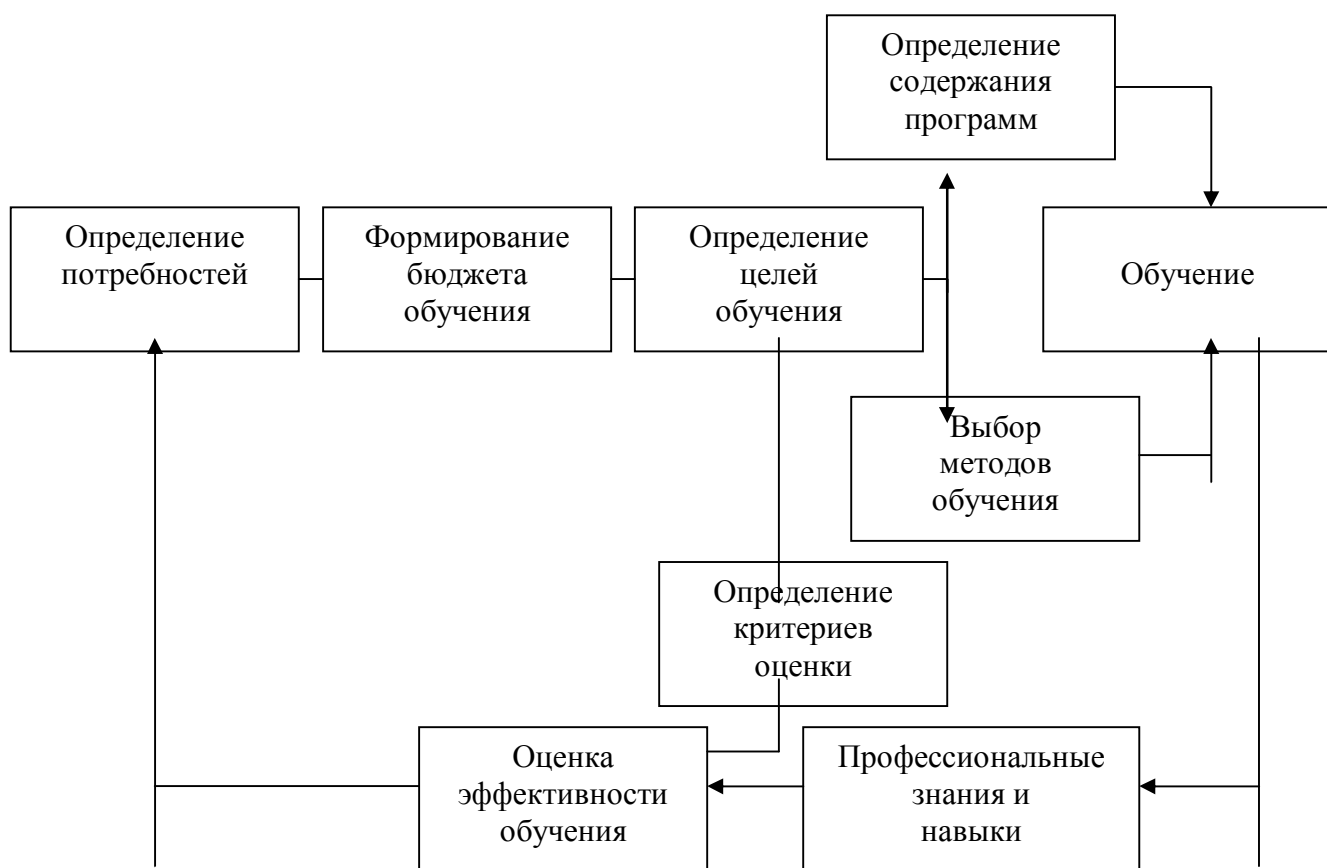 Определение
содержания
программ
Определение
потребностей
Формирование
бюджета
обучения
Определение
целей
обучения
Обучение
Выбор
методов
обучения
Определение
критериев
оценки
Оценка
эффективности
обучения
Профессиональные
знания и
навыки